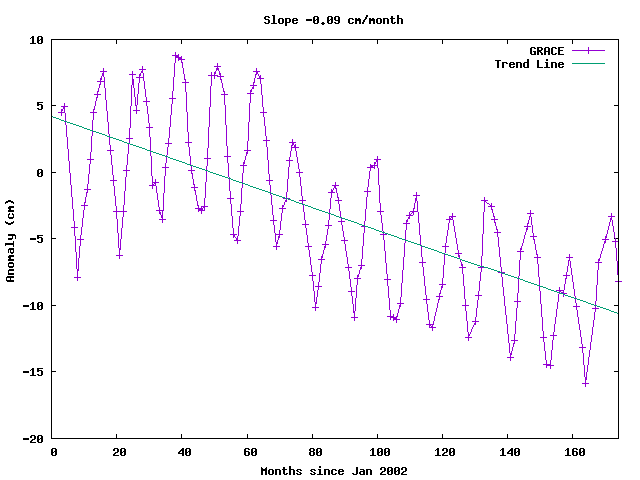 Slope -0.09 cm/month
GRACE
Trend Line
10
5
0
-5
-10
-15
-20
Anomaly (cm)
0 20 40 60 80 100 120 140 160
Months since Jan 2002